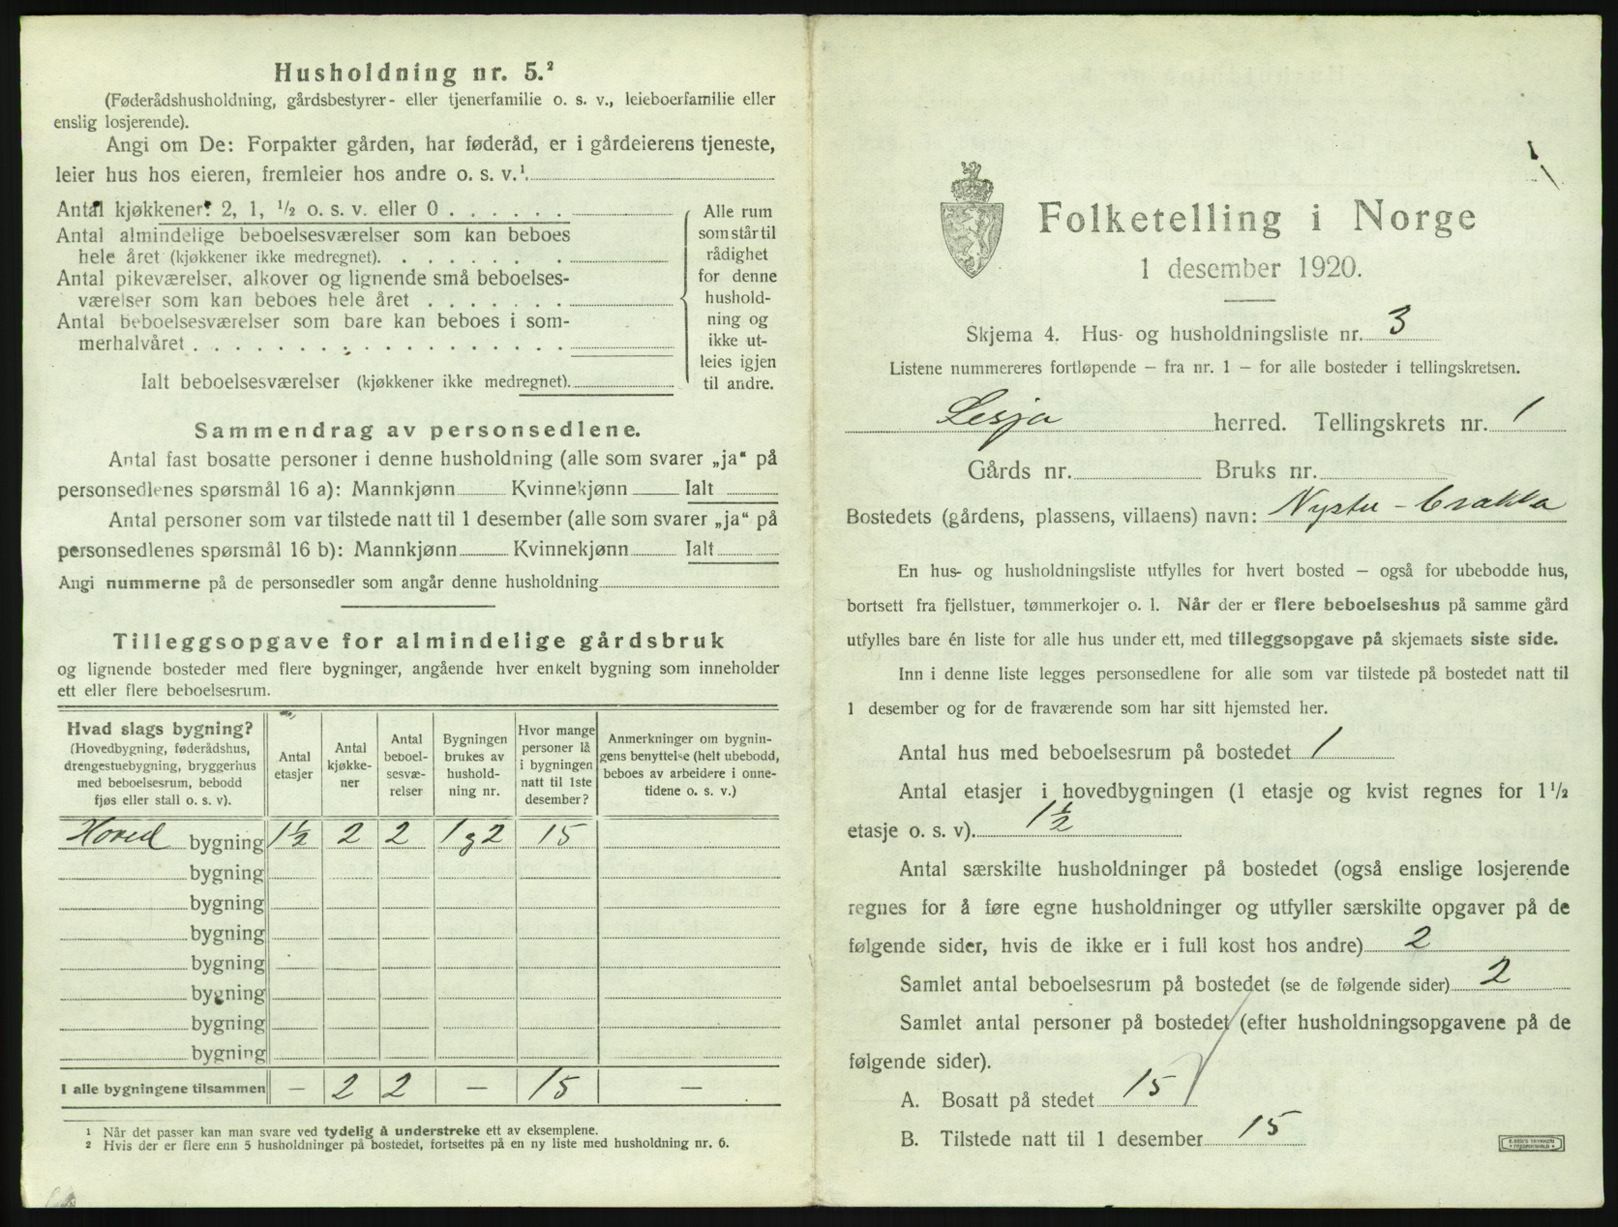 Husholdning nr. 5.²
(Føderådshusholdning, gårdsbestyrer- eller tjenerfamilie o. s. v., leieboerfamilie eller
enslig losjerende).
Angi om De: Forpakter gården, har føderåd, er i gårdeierens tjeneste,
leier hus hos eieren, fremleier hos andre o. s. v.¹
Antal kjøkkener: 2, 1, ½ o. s. v. eller 0
Antal almindelige beboelsesværelser som kan beboes
hele året (kjøkkener ikke medregnet).
Antal pikeværelser, alkover og lignende små beboelses-
værelser som kan beboes hele året
Antal beboelsesværelser som bare kan beboes i som-
merhalvåret
Ialt beboelsesværelser (kjøkkener ikke medregnet).
Alle rum
som står til
rådighet
for denne
hushold-
ning og
ikke ut-
leies igjen
til andre.
Sammendrag av personsedlene.
Antal fast bosatte personer i denne husholdning (alle som svarer „ja" på
personsedlenes spørsmål 16 a): Mannkjønn Kvinnekjønn Ialt
Antal personer som var tilstede natt til 1 desember (alle som svarer „ja" på
personsedlenes spørsmål 16 b): Mannkjønn Kvinnekjønn Ialt
Angi nummerne på de personsedler som angår denne husholdning
Tilleggsopgave for almindelige gårdsbruk
og lignende bosteder med flere bygninger, angående hver enkelt bygning som inneholder
ett eller flere beboelsesrum.
Hvad slags bygning?
(Hovedbygning, føderådshus,
drengestuebygning, bryggerhus
med beboelsesrum, bebodd
fjøs eller stall o. s. v).
Antal
etasjer
Antal
kjøkke-
ner
Antal
beboel-
sesvæ-
relser
Bygningen
brukes av
hushold-
ning nr.
Hvor mange
personer lå
i bygningen
natt til 1ste
desember?
Anmerkninger om bygnin-
gens benyttelse (helt ubebodd,
beboes av arbeidere i onne-
tidene o. s. v.)
Hoved bygning 1½ 2 2 1 og 2 15
bygning
bygning
bygning
bygning
bygning
bygning
bygning
I alle bygningene tilsammen – 2 2 – 15 –
¹ Når det passer kan man svare ved tydelig å understreke ett av eksemplene.
² Hvis der er flere enn 5 husholdninger på bostedet, fortsettes på en ny liste med husholdning nr. 6.
Folketelling i Norge
1 desember 1920.
Skjema 4. Hus- og husholdningsliste nr. 3
Listene nummereres fortløpende – fra nr. 1 – for alle bosteder i tellingskretsen.
Lesja herred. Tellingskrets nr. 1
Gårds nr. Bruks nr.
Bostedets (gårdens, plassens, villaens) navn: Nystu -
En hus- og husholdningsliste utfylles for hvert bosted – også for ubebodde hus,
bortsett fra fjellstuer, tømmerkojer o. l. Når der er flere beboelseshus på samme gård
utfylles bare én liste for alle hus under ett, med tilleggsopgave på skjemaets siste side.
Inn i denne liste legges personsedlene for alle som var tilstede på bostedet natt til
1 desember og for de fraværende som har sitt hjemsted her.
Antal hus med beboelsesrum på bostedet 1
Antal etasjer i hovedbygningen (1 etasje og kvist regnes for 1½
etasje o. s. v). 1½
Antal særskilte husholdninger på bostedet (også enslige losjerende
regnes for å føre egne husholdninger og utfyller særskilte opgaver på de
følgende sider, hvis de ikke er i full kost hos andre) 2
Samlet antal beboelsesrum på bostedet (se de følgende sider) 2
Samlet antal personer på bostedet (efter husholdningsopgavene på de
følgende sider).
A. Bosatt på stedet 15
B. Tilstede natt til 1 desember 15